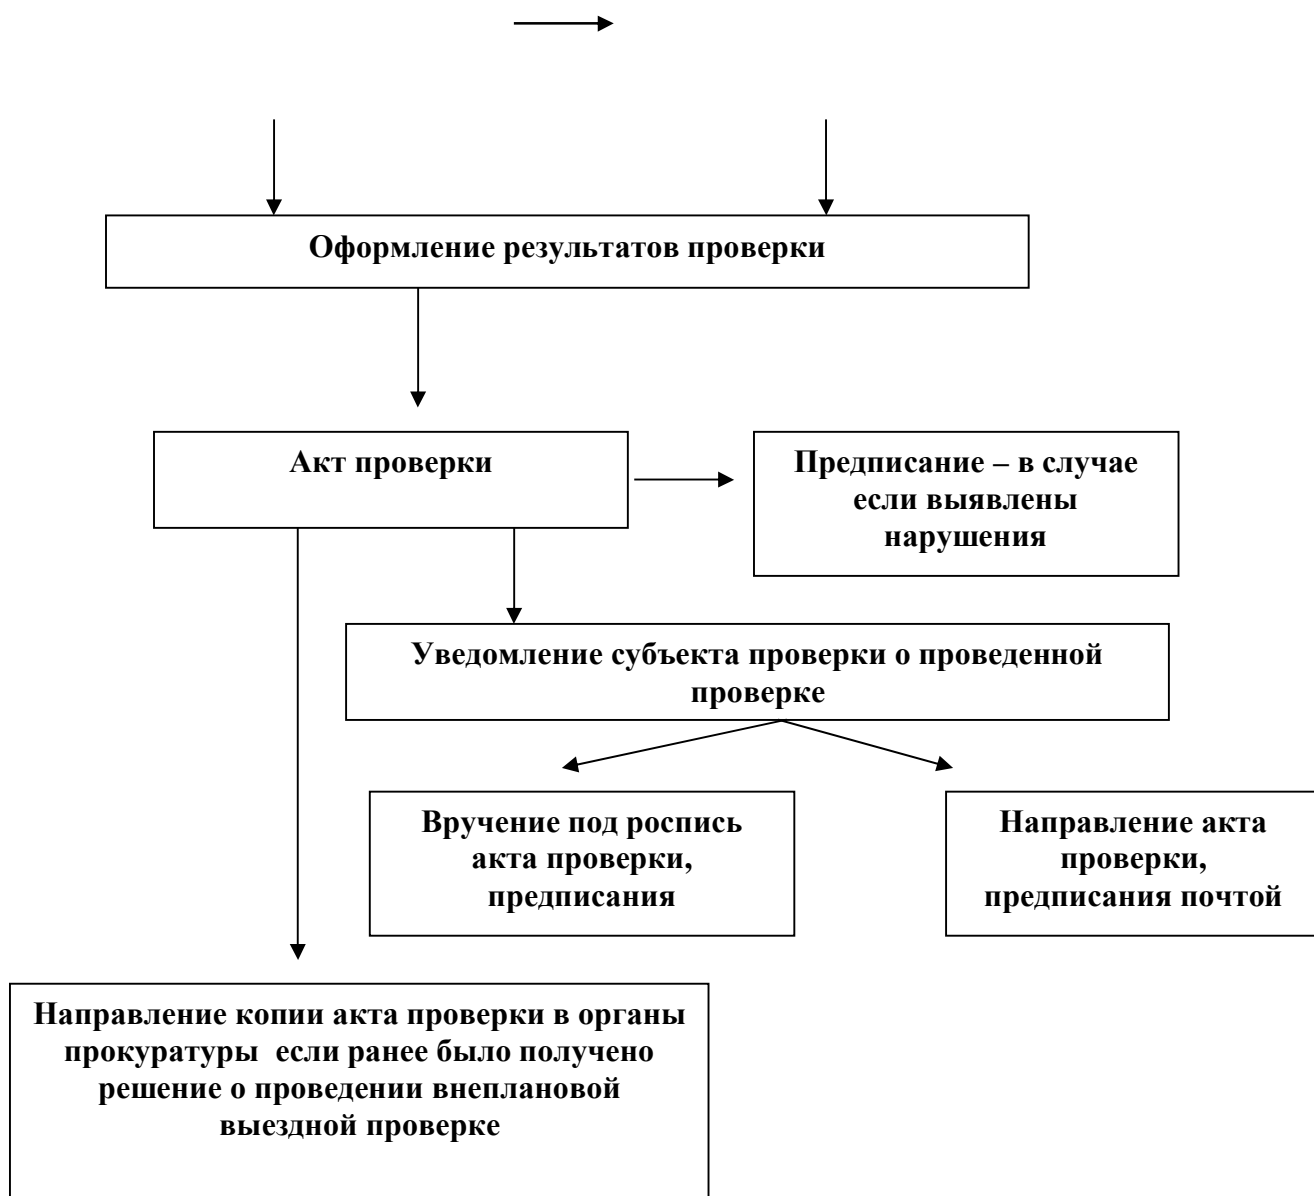 Оформление результатов проверки
Акт проверки
Предписание – в случае
если выявлены
нарушения
Уведомление субъекта проверки о проведенной
проверке
Вручение под роспись
акта проверки,
предписания
Направление акта
проверки,
предписания почтой
Направление копии акта проверки в органы
прокуратуры  если ранее было получено
решение о проведении внеплановой
выездной проверке